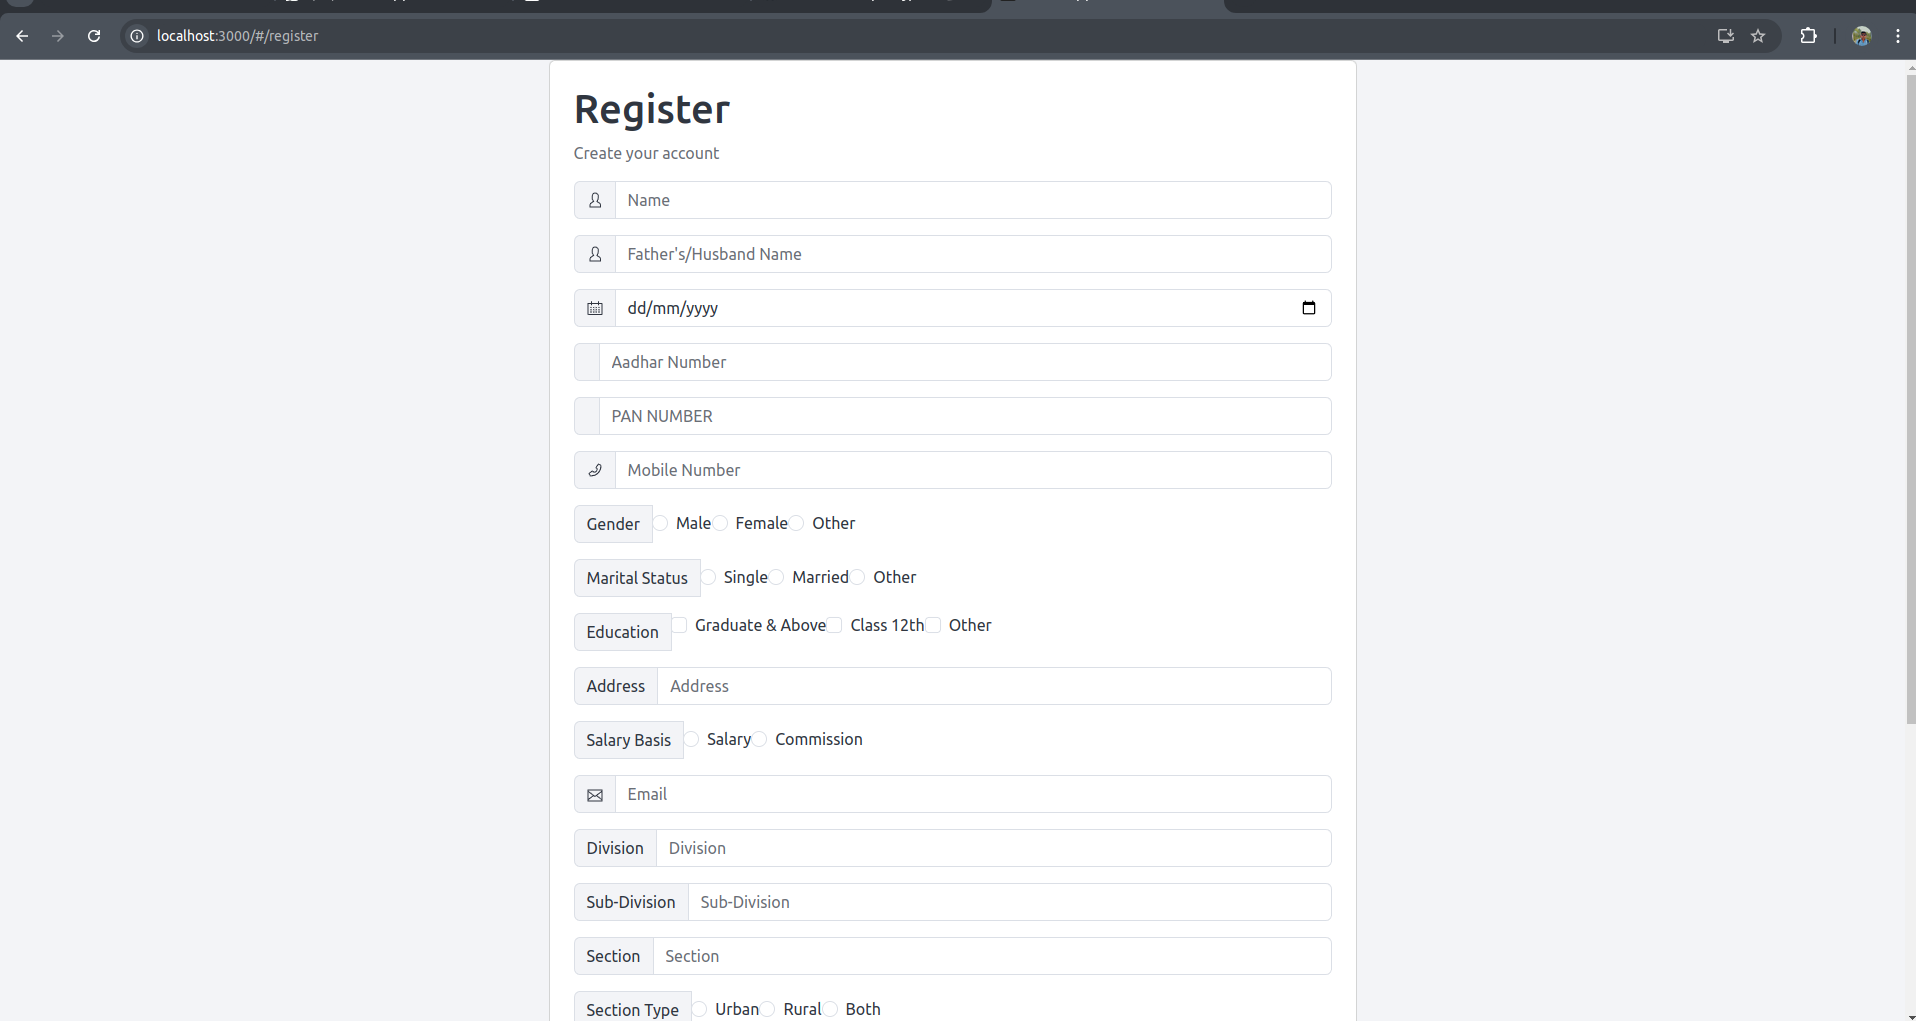 localhost:3000/#/register
Register
Create your account
Name
Father's/Husband Name
dd/mm/yyyy
Aadhar Number
PAN NUMBER
Mobile Number
Gender Male Female Other
Marital Status Single Married Other
Education Graduate & Above Class 12th Other
Address Address
Salary Basis Salary Commission
Email
Division Division
Sub-Division Sub-Division
Section Section
Section Type Urban Rural Both